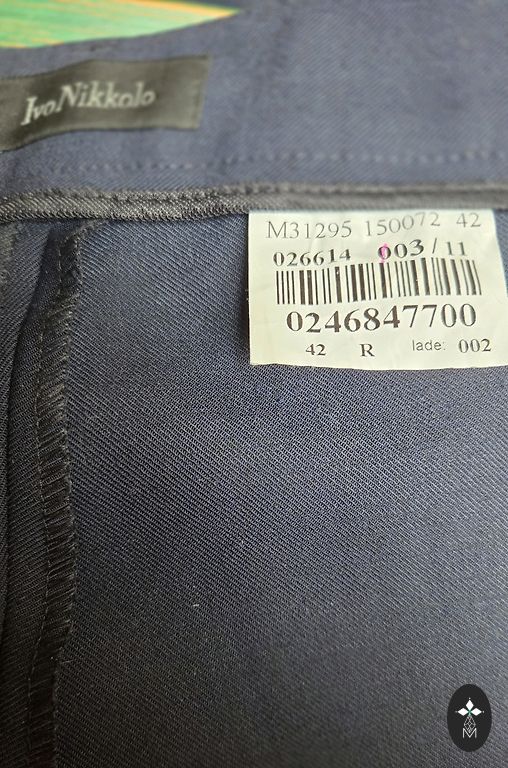 IvoNikkolo
M31295 150072 42
026614 003/11
0246847700
42 R lade: 002
M